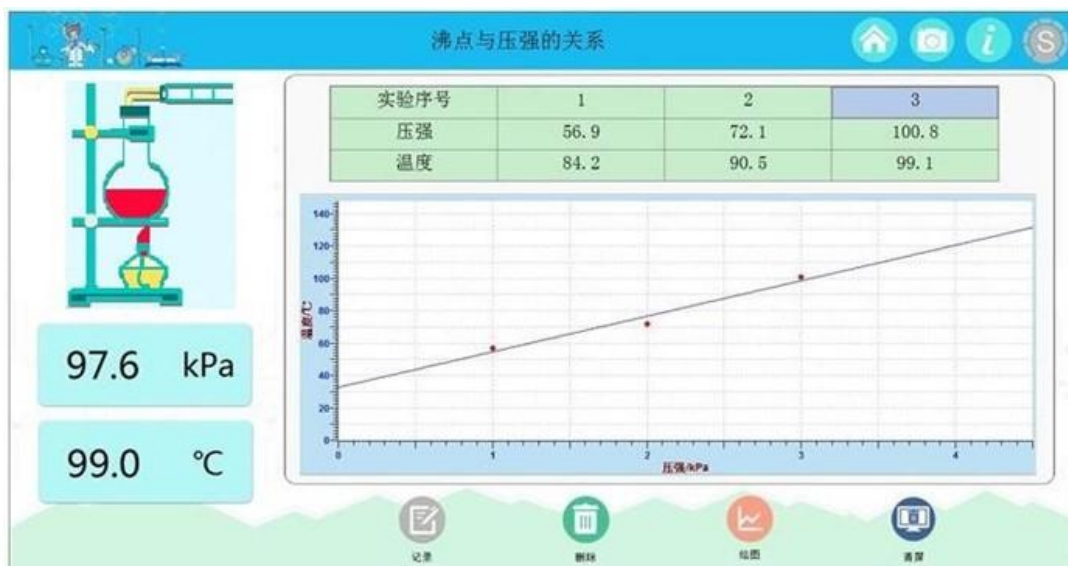 沸点与压强的关系
i
S
实验序号 1 2 3
压强 56.9 72.1 100.8
温度 84.2 90.5 99.1
97.6 kPa
99.0 ℃
140
120
100
80
60
40
20
0
温度/℃
0 1 2 3 4
压强/kPa
记录 删除 绘图 清屏